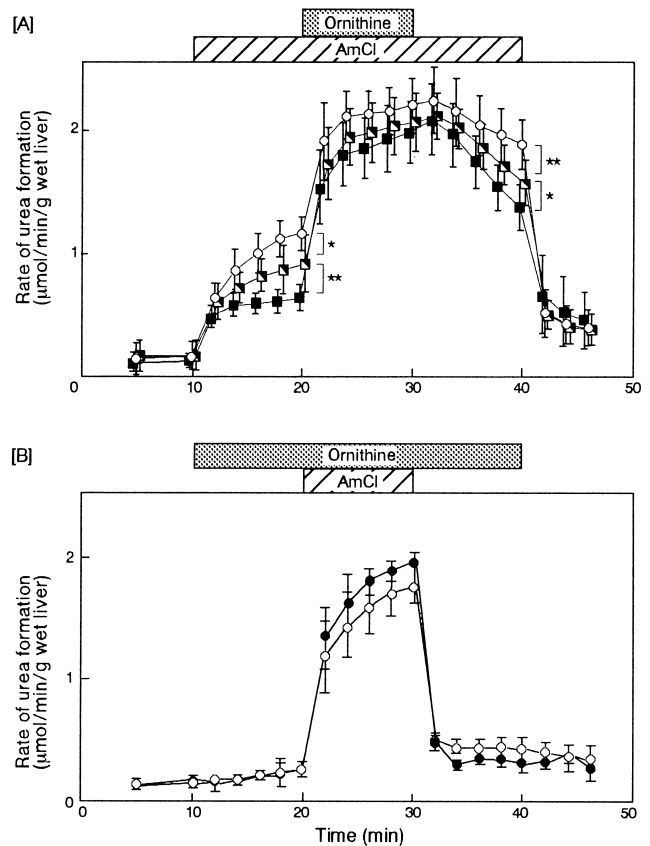 [A]
Ornithine
AmCl
Rate of urea formation
(μmol/min/g wet liver)
2
1
*
**
**
*
0 10 20 30 40 50
[B]
Ornithine
AmCl
Rate of urea formation
(μmol/min/g wet liver)
2
1
0
0 10 20 30 40 50
Time (min)